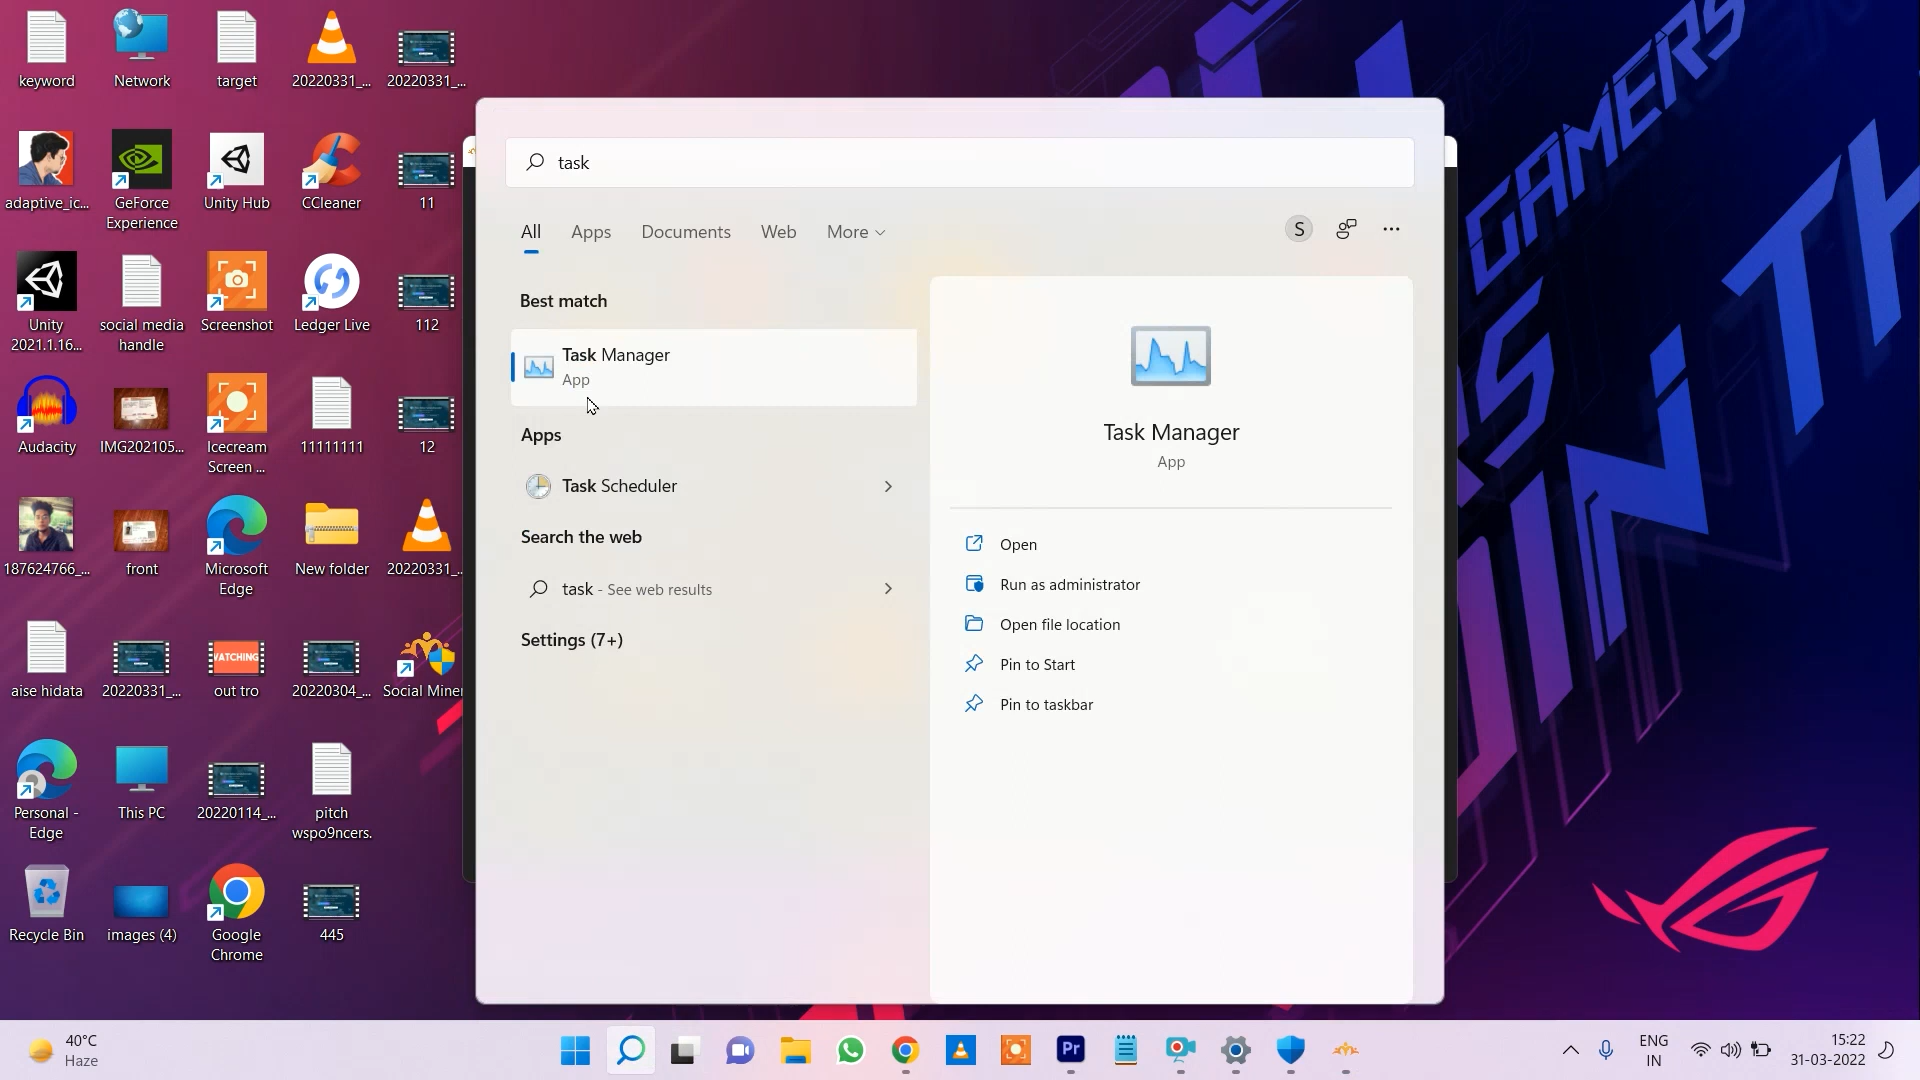 keyword
Network
target
20220331_...
20220331_...
adaptive_ic...
GeForce
Experience
Unity Hub
CCleaner
11
Unity
2021.1.16...
social media
handle
Screenshot
Ledger Live
112
Audacity
IMG202105...
Icecream
Screen ...
11111111
12
187624766_...
front
Microsoft
Edge
New folder
20220331_...
aise hidata
20220331_...
WATCHING
out tro
20220304_...
Social Miner
Personal -
Edge
This PC
20220114_...
pitch
wspo9ncers.
Recycle Bin
images (4)
Google
Chrome
445
task
All
Apps
Documents
Web
More
S
Best match
Task Manager
App
Apps
Task Scheduler
Search the web
task - See web results
Settings (7+)
Task Manager
App
Open
Run as administrator
Open file location
Pin to Start
Pin to taskbar
GAMERS
40°C
Haze
Pr
ENG
IN
15:22
31-03-2022